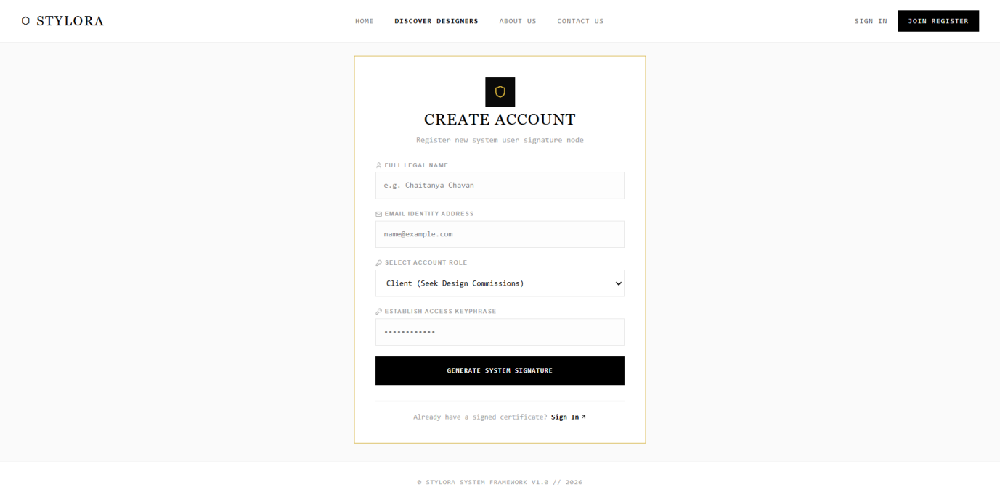 STYLORA
HOME DISCOVER DESIGNERS ABOUT US CONTACT US
SIGN IN JOIN REGISTER
CREATE ACCOUNT
Register new system user signature node
FULL LEGAL NAME
e.g. Chaitanya Chavan
EMAIL IDENTITY ADDRESS
name@example.com
SELECT ACCOUNT ROLE
Client (Seek Design Commissions)
ESTABLISH ACCESS KEYPHRASE
••••••••••••
GENERATE SYSTEM SIGNATURE
Already have a signed certificate? Sign In
© STYLORA SYSTEM FRAMEWORK V1.0 // 2026